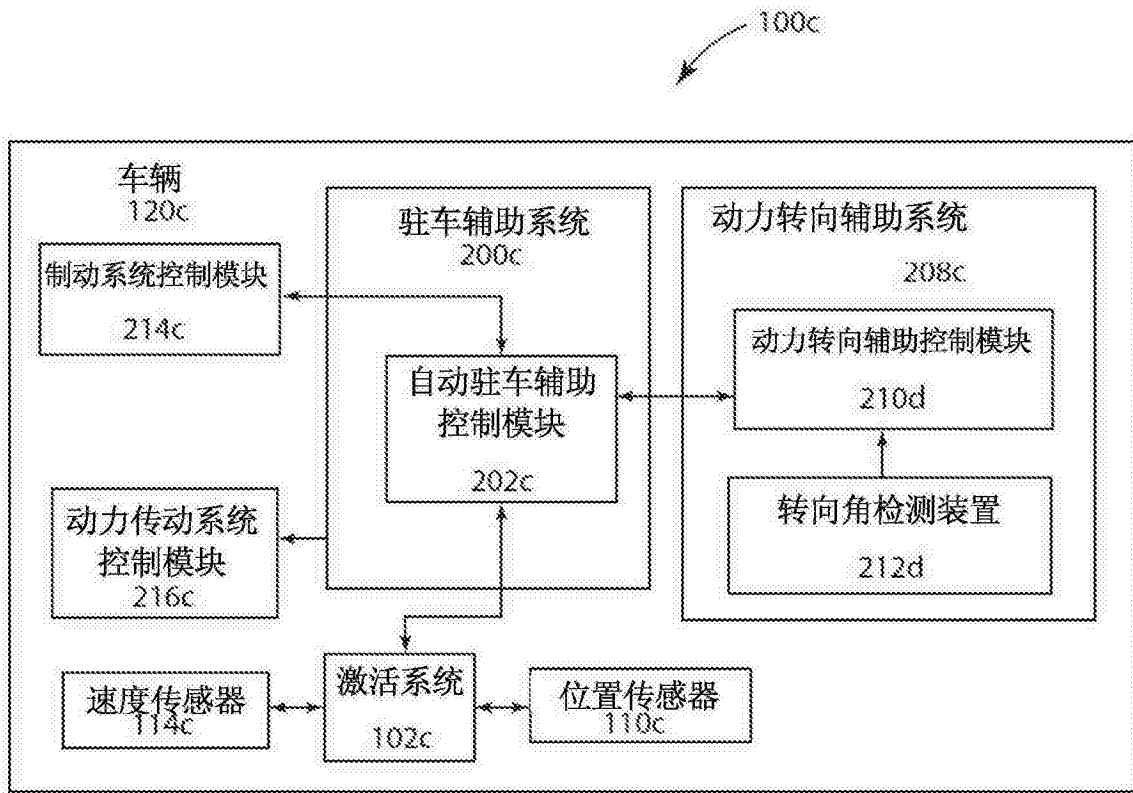 100c
车辆
120c
制动系统控制模块
214c
驻车辅助系统
200c
自动驻车辅助
控制模块
202c
动力转向辅助系统
208c
动力转向辅助控制模块
210d
转向角检测装置
212d
动力传动系统
控制模块
216c
速度传感器
114c
激活系统
102c
位置传感器
110c